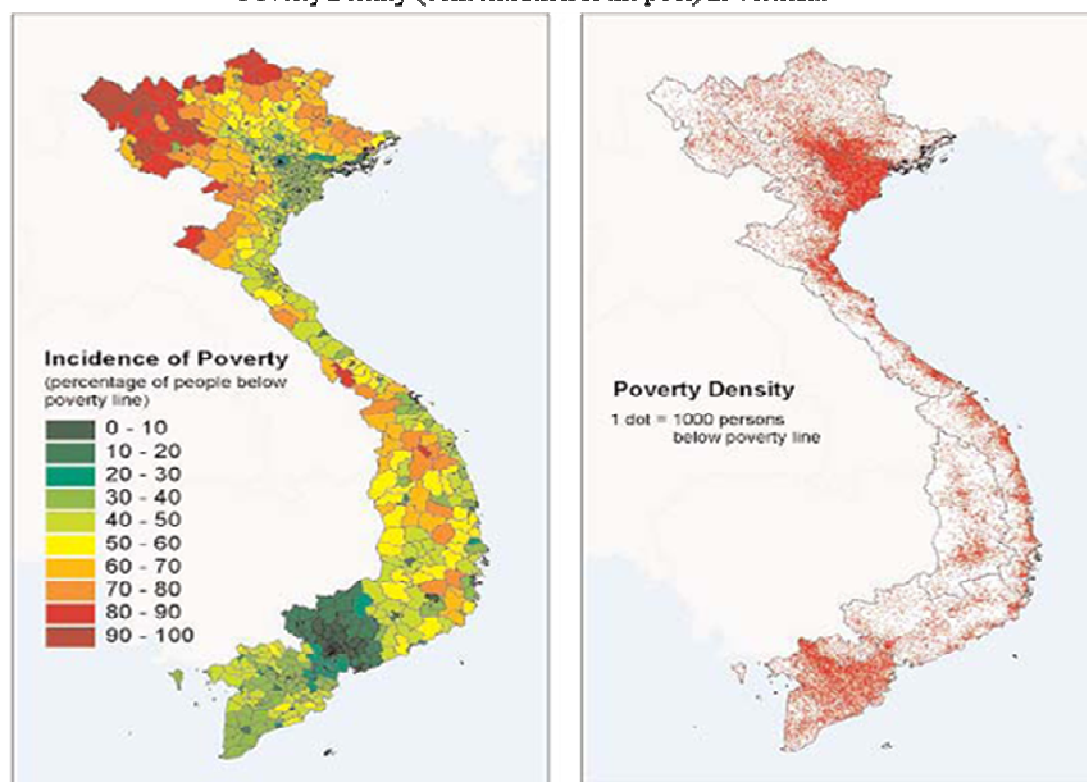 Incidence of Poverty
(percentage of people below
poverty line)
0 - 10
10 - 20
20 - 30
30 - 40
40 - 50
50 - 60
60 - 70
70 - 80
80 - 90
90 - 100
Poverty Density
1 dot = 1000 persons
below poverty line